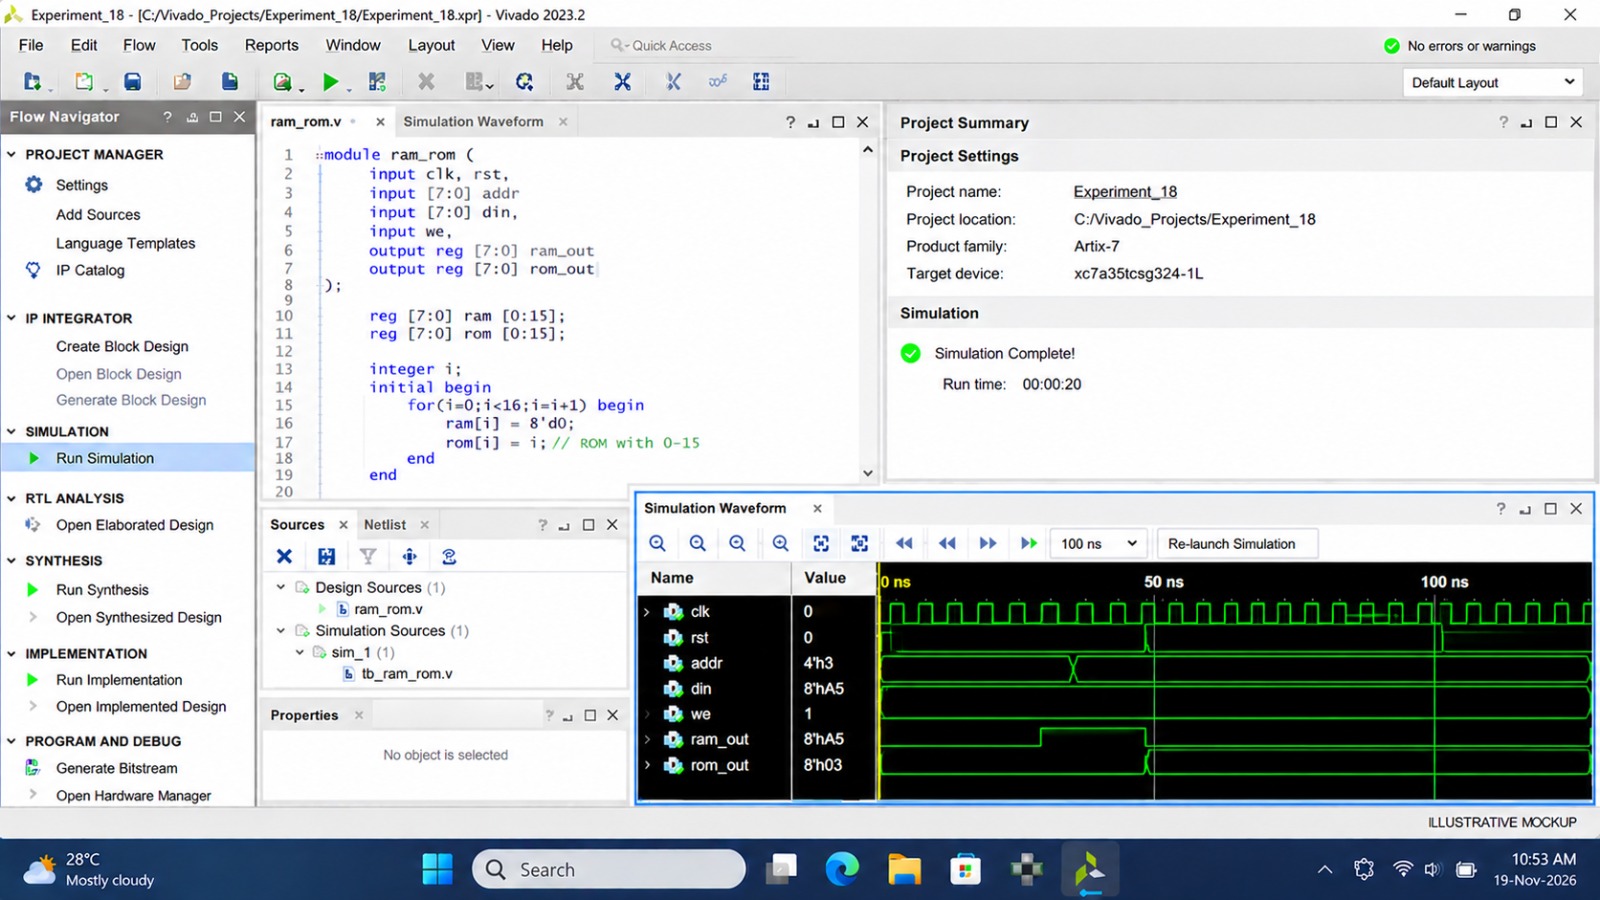 Experiment_18 - [C:/Vivado_Projects/Experiment_18/Experiment_18.xpr] - Vivado 2023.2
File Edit Flow Tools Reports Window Layout View Help Quick Access
No errors or warnings
Default Layout
Flow Navigator
PROJECT MANAGER
Settings
Add Sources
Language Templates
IP Catalog
IP INTEGRATOR
Create Block Design
Open Block Design
Generate Block Design
SIMULATION
Run Simulation
RTL ANALYSIS
Open Elaborated Design
SYNTHESIS
Run Synthesis
Open Synthesized Design
IMPLEMENTATION
Run Implementation
Open Implemented Design
PROGRAM AND DEBUG
Generate Bitstream
Open Hardware Manager
ram_rom.v Simulation Waveform
1 module ram_rom (
2 input clk, rst,
3 input [7:0] addr
4 input [7:0] din,
5 input we,
6 output reg [7:0] ram_out
7 output reg [7:0] rom_out
8 );
9
10 reg [7:0] ram [0:15];
11 reg [7:0] rom [0:15];
12
13 integer i;
14 initial begin
15 for(i=0;i<16;i=i+1) begin
16 ram[i] = 8'd0;
17 rom[i] = i; // ROM with 0-15
18 end
19 end
20
Project Summary
Project Settings
Project name: Experiment_18
Project location: C:/Vivado_Projects/Experiment_18
Product family: Artix-7
Target device: xc7a35tcsg324-1L
Simulation
Simulation Complete!
Run time: 00:00:20
Sources Netlist
Design Sources (1)
ram_rom.v
Simulation Sources (1)
sim_1 (1)
tb_ram_rom.v
Properties
No object is selected
Simulation Waveform
100 ns Re-launch Simulation
Name Value 0 ns 50 ns 100 ns
clk 0
rst 0
addr 4'h3
din 8'hA5
we 1
ram_out 8'hA5
rom_out 8'h03
ILLUSTRATIVE MOCKUP
28°C
Mostly cloudy
Search
10:53 AM
19-Nov-2026